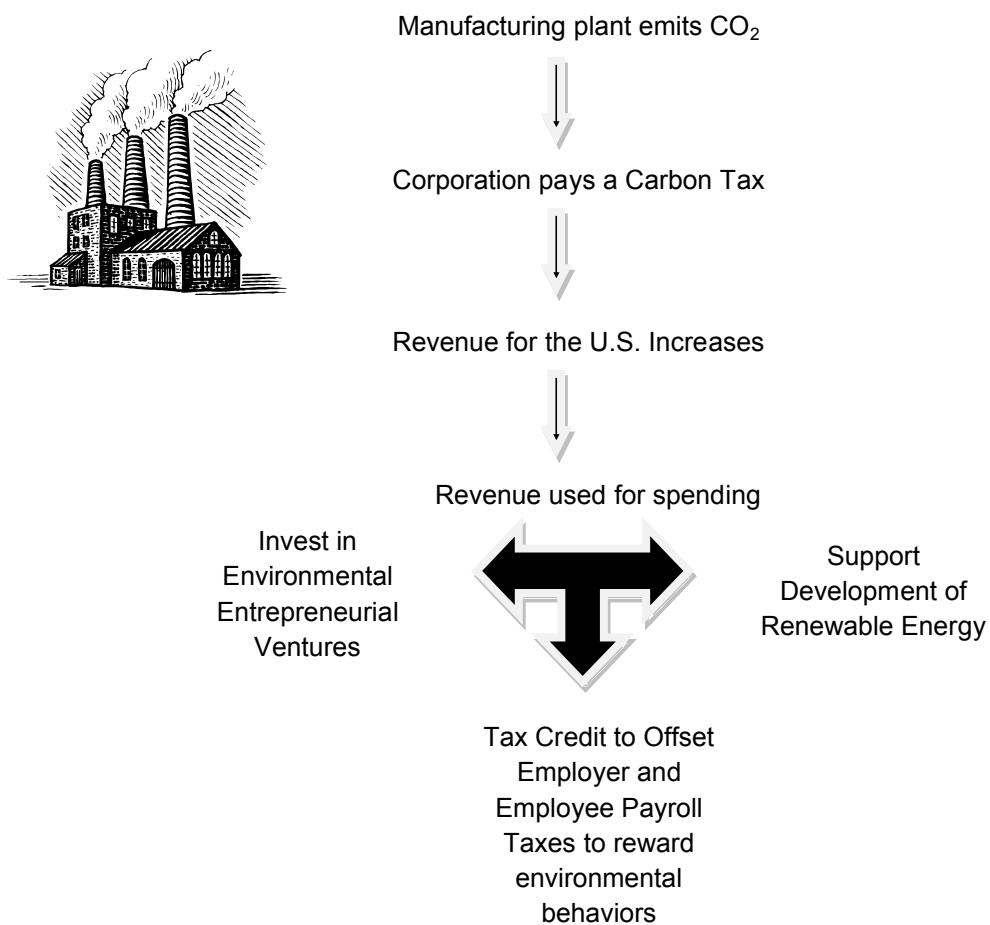 Manufacturing plant emits CO₂
Corporation pays a Carbon Tax
Revenue for the U.S. Increases
Revenue used for spending
Invest in
Environmental
Entrepreneurial
Ventures
Support
Development of
Renewable Energy
Tax Credit to Offset
Employer and
Employee Payroll
Taxes to reward
environmental
behaviors